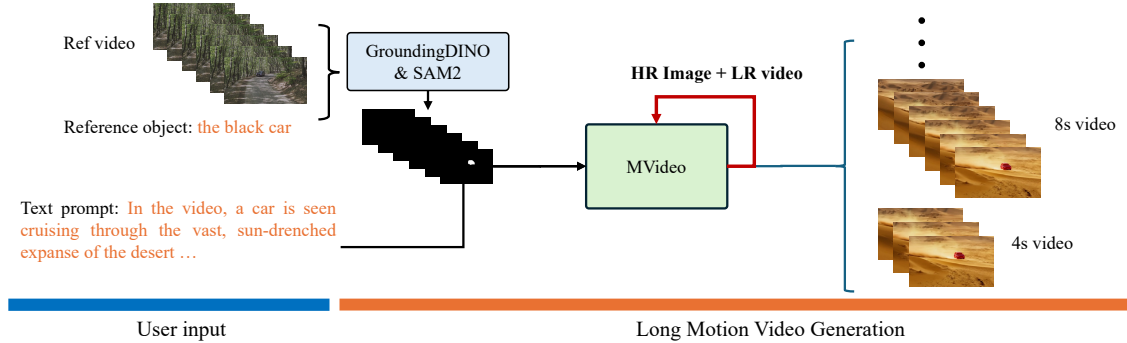 Ref video
Reference object: the black car
Text prompt: In the video, a car is seen
cruising through the vast, sun-drenched
expanse of the desert …
GroundingDINO
& SAM2
HR Image + LR video
MVideo
8s video
4s video
User input
Long Motion Video Generation